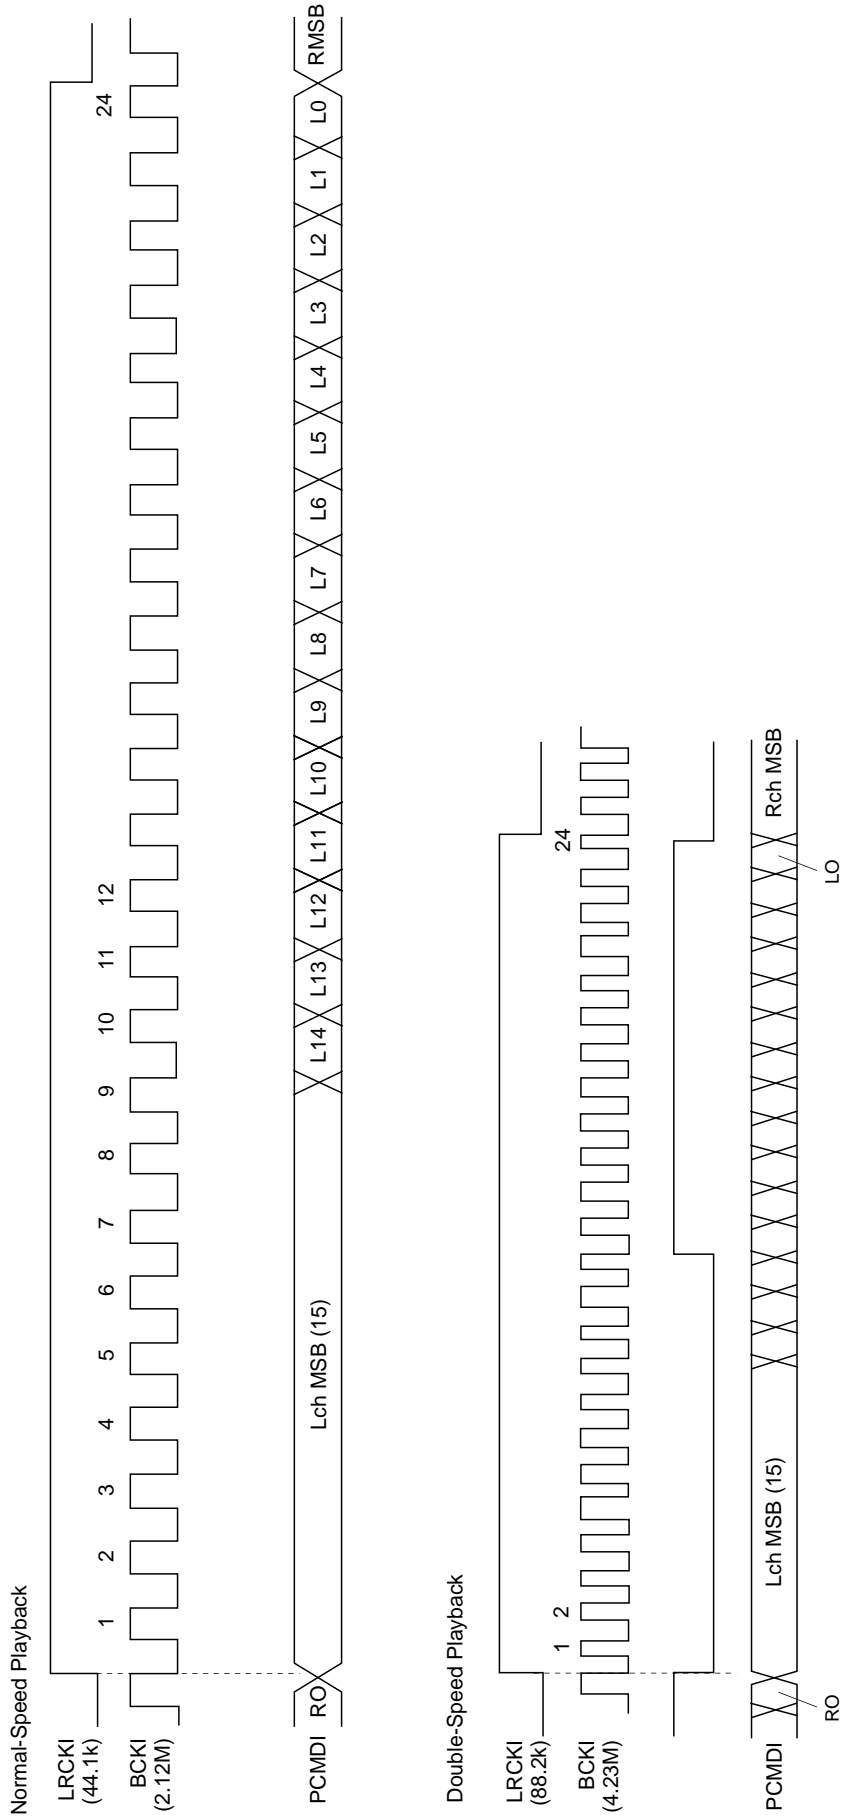 Normal-Speed Playback
LRCKI
(44.1k)
1 2 3 4 5 6 7 8 9 10 11 12 24
BCKI
(2.12M)
PCMDI
RO Lch MSB (15) L14 L13 L12 L11 L10 L9 L8 L7 L6 L5 L4 L3 L2 L1 L0 RMSB
Double-Speed Playback
LRCKI
(88.2k)
1 2 24
BCKI
(4.23M)
PCMDI
Lch MSB (15) Rch MSB
RO LO